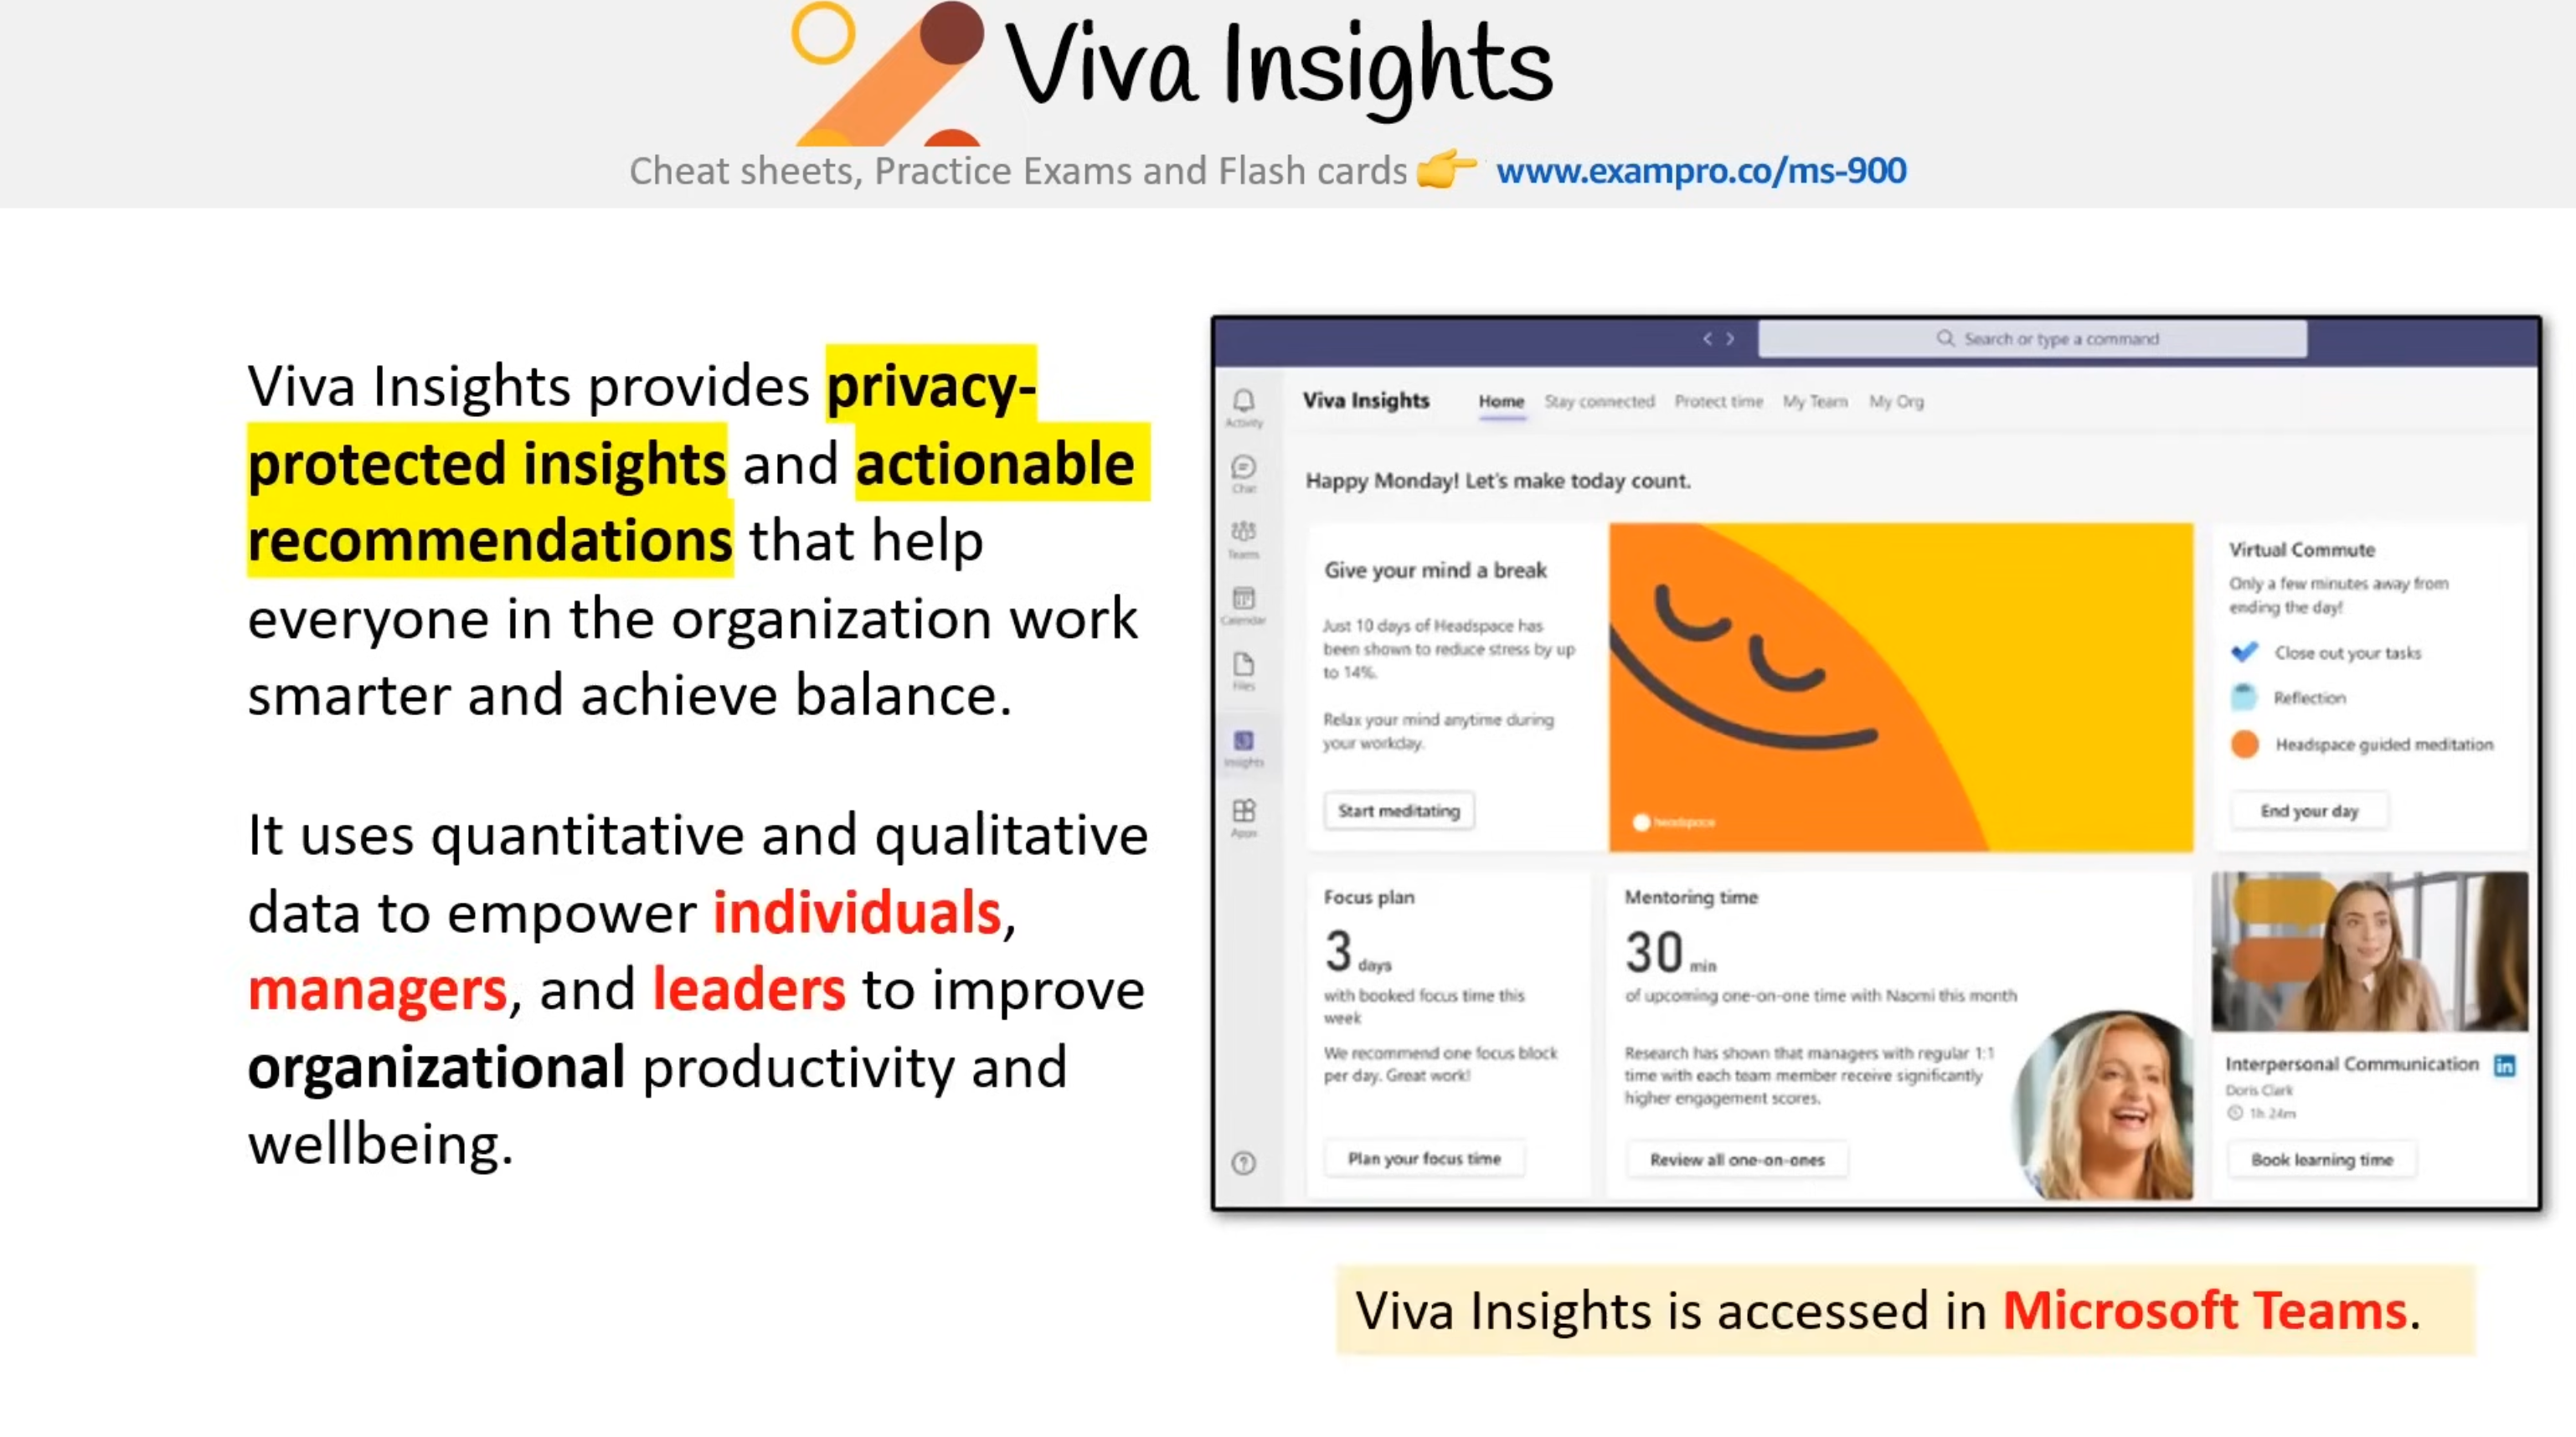 Viva Insights
Cheat sheets, Practice Exams and Flash cards www.exampro.co/ms-900
Viva Insights provides privacy-
protected insights and actionable
recommendations that help
everyone in the organization work
smarter and achieve balance.
It uses quantitative and qualitative
data to empower individuals,
managers, and leaders to improve
organizational productivity and
wellbeing.
Search or type a command
Activity
Chat
Teams
Calendar
Files
Insights
Apps
Viva Insights Home Stay connected Protect time My Team My Org
Happy Monday! Let's make today count.
Give your mind a break
Just 10 days of Headspace has
been shown to reduce stress by up
to 14%.
Relax your mind anytime during
your workday.
Start meditating
headspace
Virtual Commute
Only a few minutes away from
ending the day!
Close out your tasks
Reflection
Headspace guided meditation
End your day
Focus plan
3 days
with booked focus time this
week
We recommend one focus block
per day. Great work!
Plan your focus time
Mentoring time
30 min
of upcoming one-on-one time with Naomi this month
Research has shown that managers with regular 1:1
time with each team member receive significantly
higher engagement scores.
Review all one-on-ones
Interpersonal Communication in
Doris Clark
1h 24m
Book learning time
Viva Insights is accessed in Microsoft Teams.